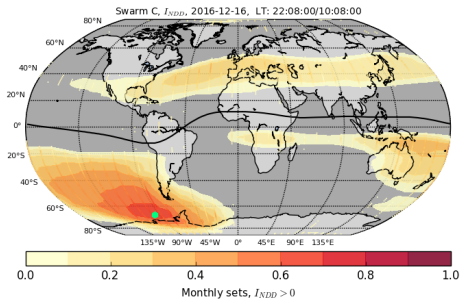 Swarm C, I_NDD, 2016-12-16, LT: 22:08:00/10:08:00
80°N
60°N
40°N
20°N
0°
20°S
40°S
60°S
80°S
135°W 90°W 45°W 0° 45°E 90°E 135°E
0.0 0.2 0.4 0.6 0.8 1.0
Monthly sets, I_NDD > 0